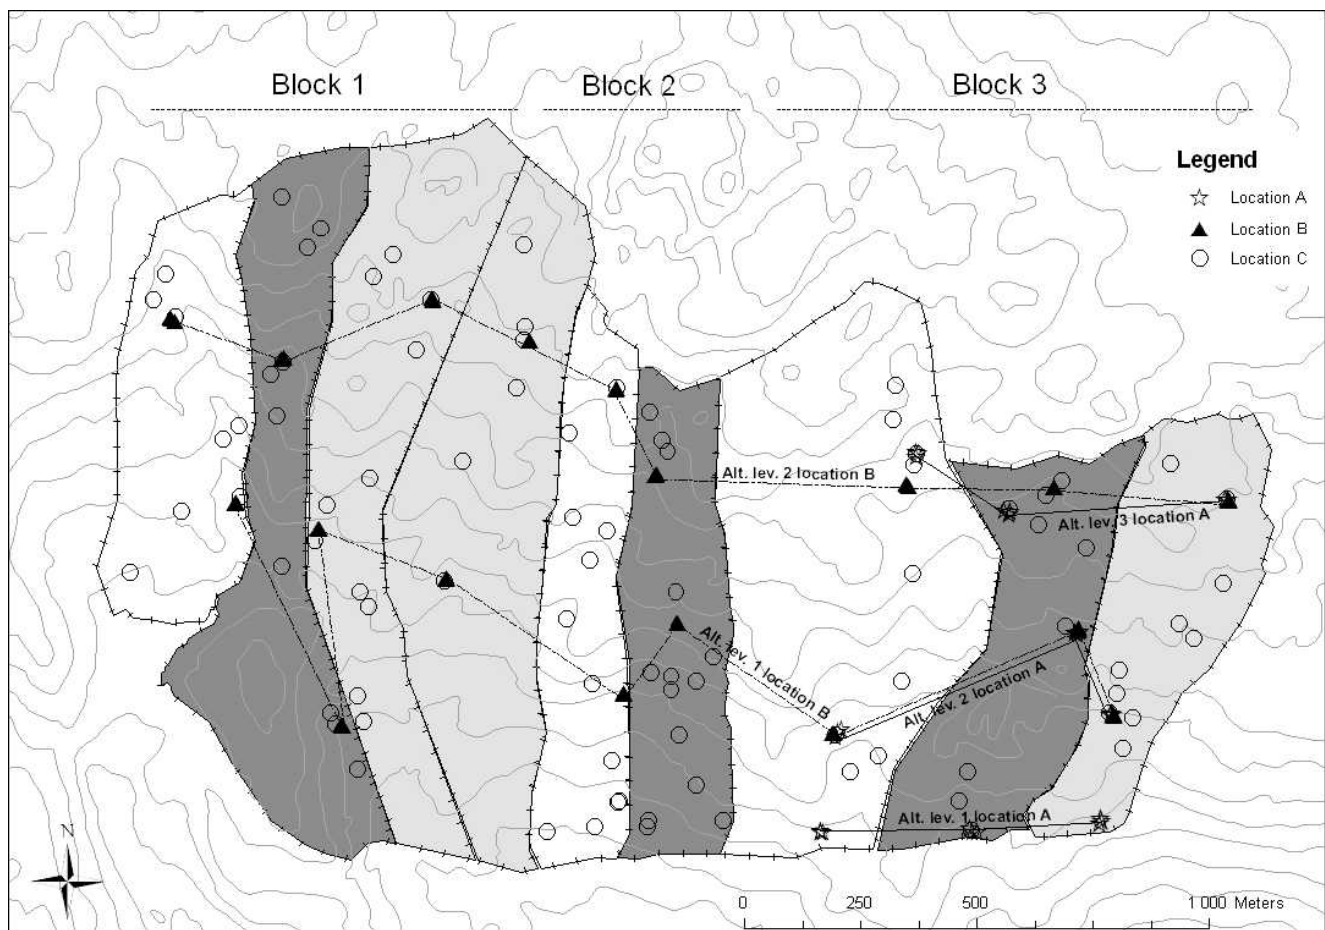 Block 1
Block 2
Block 3
Legend
Location A
Location B
Location C
Alt. lev. 2 location B
Alt. lev. 3 location A
Alt. lev. 1 location B
Alt. lev. 2 location A
Alt. lev. 1 location A
N
0 250 500 1 000 Meters